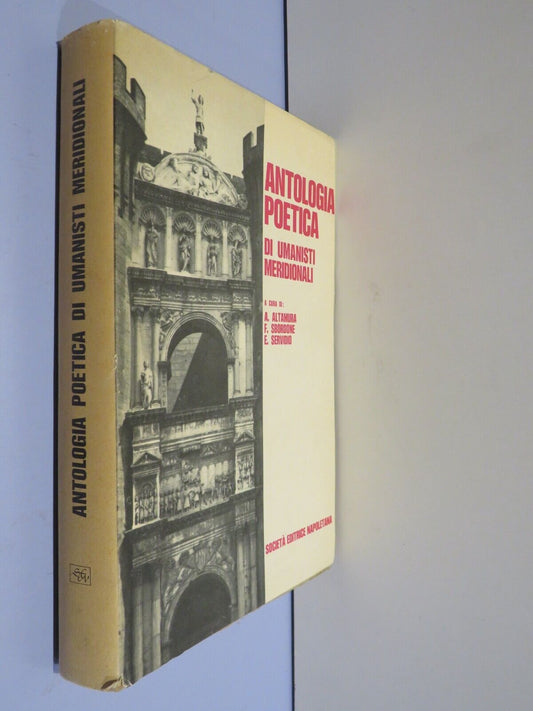 ANTOLOGIA POETICA DI UMANISTI MERIDIONALI
ANTOLOGIA
POETICA
DI UMANISTI
MERIDIONALI
A CURA DI:
A. ALTAMURA
F. SBORDONE
E. SERVIDIO
SOCIETÀ EDITRICE NAPOLETANA